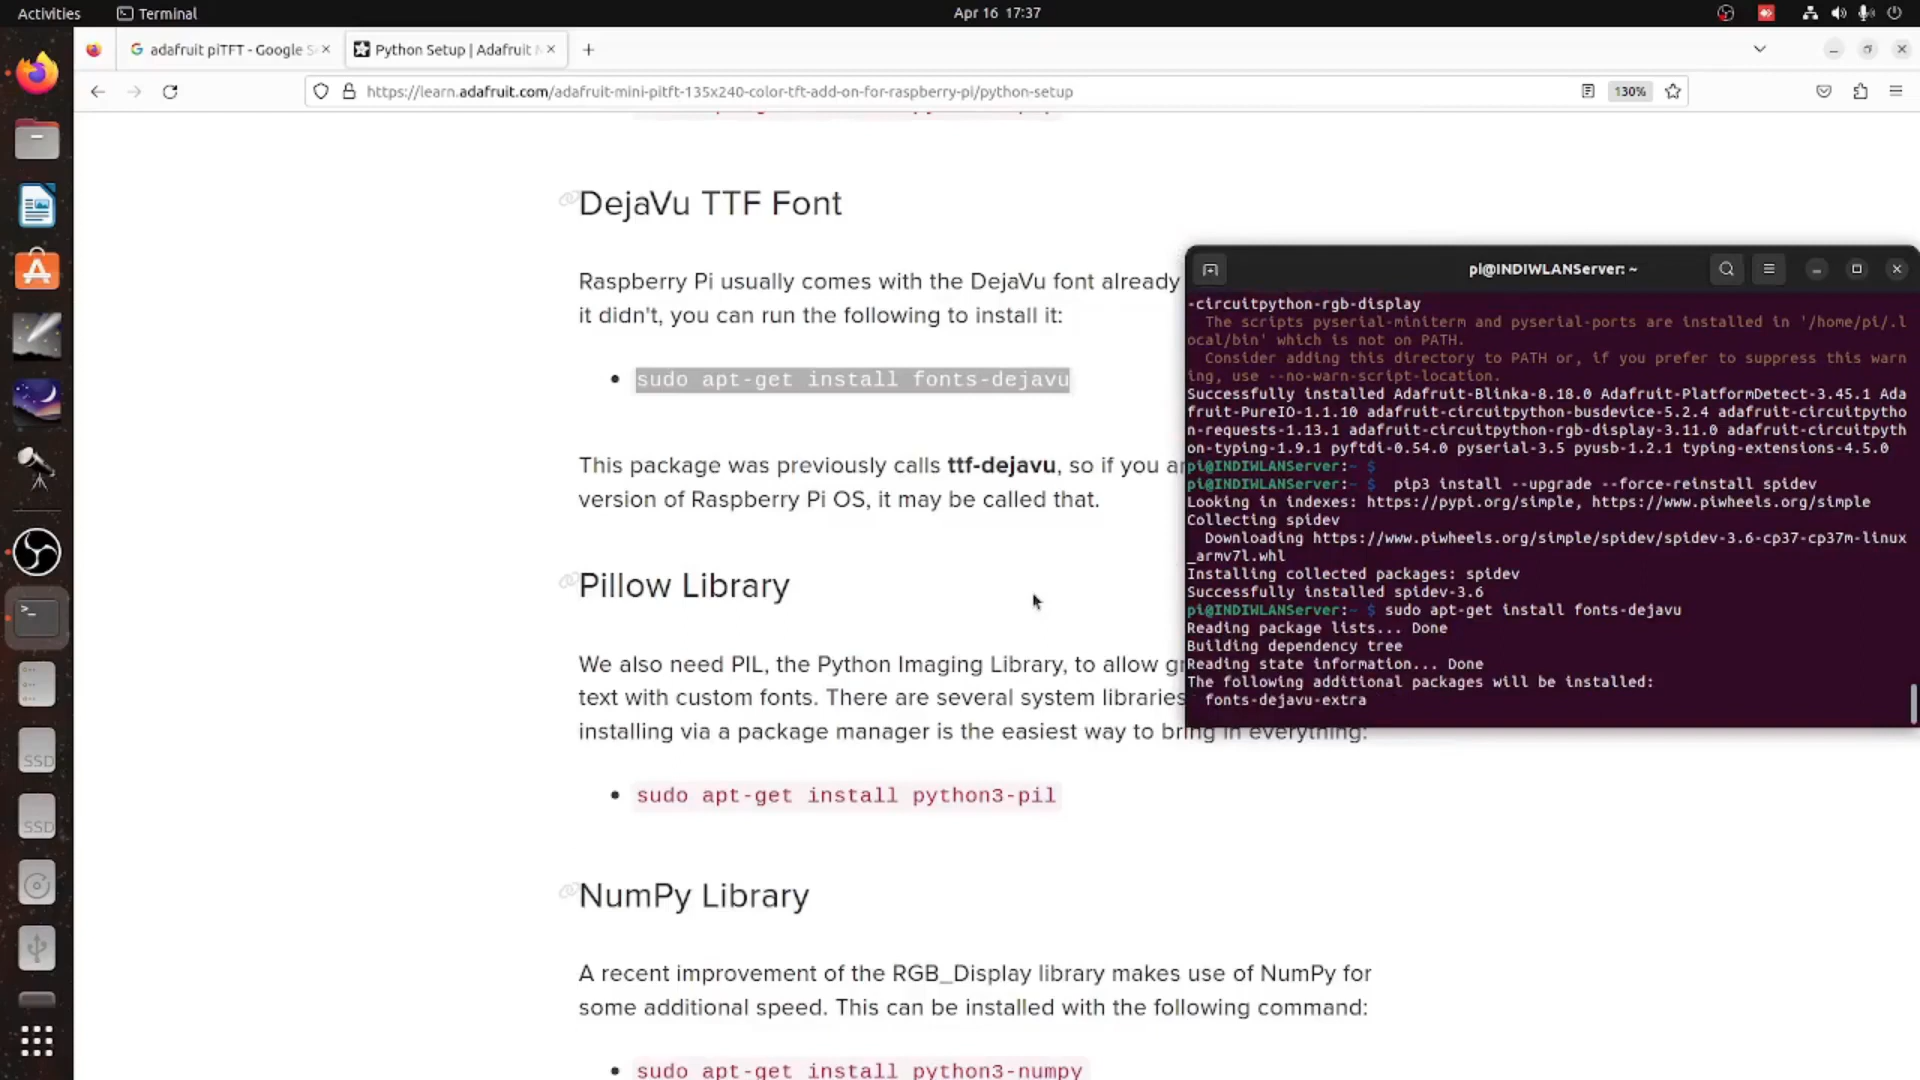 Activities
Terminal
Apr 16 17:37
adafruit piTFT - Google S
Python Setup | Adafruit
https://learn.adafruit.com/adafruit-mini-pitft-135x240-color-tft-add-on-for-raspberry-pi/python-setup
130%
DejaVu TTF Font
Raspberry Pi usually comes with the DejaVu font already
it didn't, you can run the following to install it:
• sudo apt-get install fonts-dejavu
This package was previously calls ttf-dejavu, so if you
version of Raspberry Pi OS, it may be called that.
Pillow Library
We also need PIL, the Python Imaging Library, to allow
text with custom fonts. There are several system libraries
installing via a package manager is the easiest way to bring in everything:
• sudo apt-get install python3-pil
NumPy Library
A recent improvement of the RGB_Display library makes use of NumPy for
some additional speed. This can be installed with the following command:
• sudo apt-get install python3-numpy
pi@INDIWLANServer: ~
-circuitpython-rgb-display
The scripts pyserial-miniterm and pyserial-ports are installed in '/home/pi/.l
ocal/bin' which is not on PATH.
Consider adding this directory to PATH or, if you prefer to suppress this warn
ing, use --no-warn-script-location.
Successfully installed Adafruit-Blinka-8.18.0 Adafruit-PlatformDetect-3.45.1 Ada
fruit-PureIO-1.1.10 adafruit-circuitpython-busdevice-5.2.4 adafruit-circuitpytho
n-requests-1.13.1 adafruit-circuitpython-rgb-display-3.11.0 adafruit-circuitpyth
on-typing-1.9.1 pyftdi-0.54.0 pyserial-3.5 pyusb-1.2.1 typing-extensions-4.5.0
pi@INDIWLANServer:~ $
pi@INDIWLANServer:~ $ pip3 install --upgrade --force-reinstall spidev
Looking in indexes: https://pypi.org/simple, https://www.piwheels.org/simple
Collecting spidev
Downloading https://www.piwheels.org/simple/spidev/spidev-3.6-cp37-cp37m-linux
_armv7l.whl
Installing collected packages: spidev
Successfully installed spidev-3.6
pi@INDIWLANServer:~ $ sudo apt-get install fonts-dejavu
Reading package lists... Done
Building dependency tree
Reading state information... Done
The following additional packages will be installed:
fonts-dejavu-extra
SSD
SSD